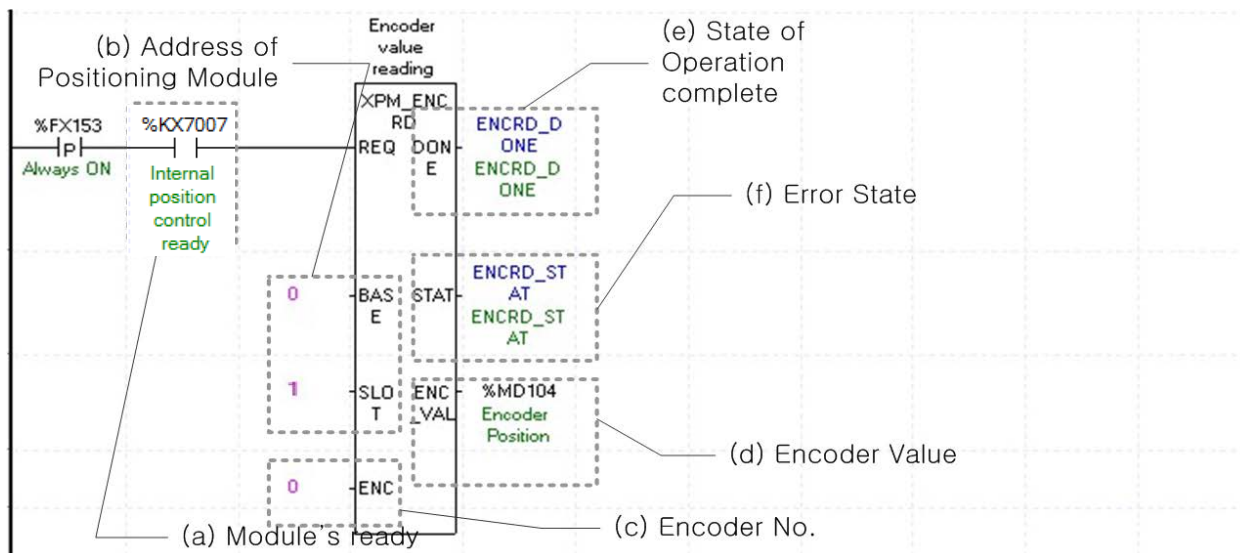 Encoder
value
reading
(b) Address of
Positioning Module
(e) State of
Operation
complete
XPM_ENC
RD
%FX153
%KX7007
P
REQ
DON
E
ENCRD_D
ONE
ENCRD_D
ONE
Always ON
Internal
position
control
ready
(f) Error State
0
BAS
E
STAT
ENCRD_ST
AT
ENCRD_ST
AT
1
SLO
T
ENC
_VAL
%MD104
Encoder
Position
(d) Encoder Value
0
ENC
(a) Module's ready
(c) Encoder No.